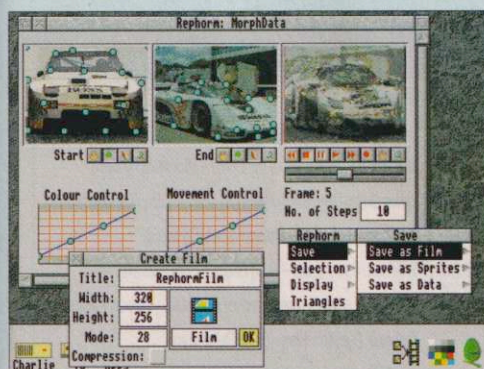 Rephorm: MorphData
Start
End
Colour Control
Movement Control
Frame: 5
No. of Steps 10
Rephorm
Save
Selection
Display
Triangles
Save
Save as Film
Save as Sprites
Save as Data
Create Film
Title: RephormFilm
Width: 320
Height: 256
Mode: 28
Film OK
Compression:
Charlie